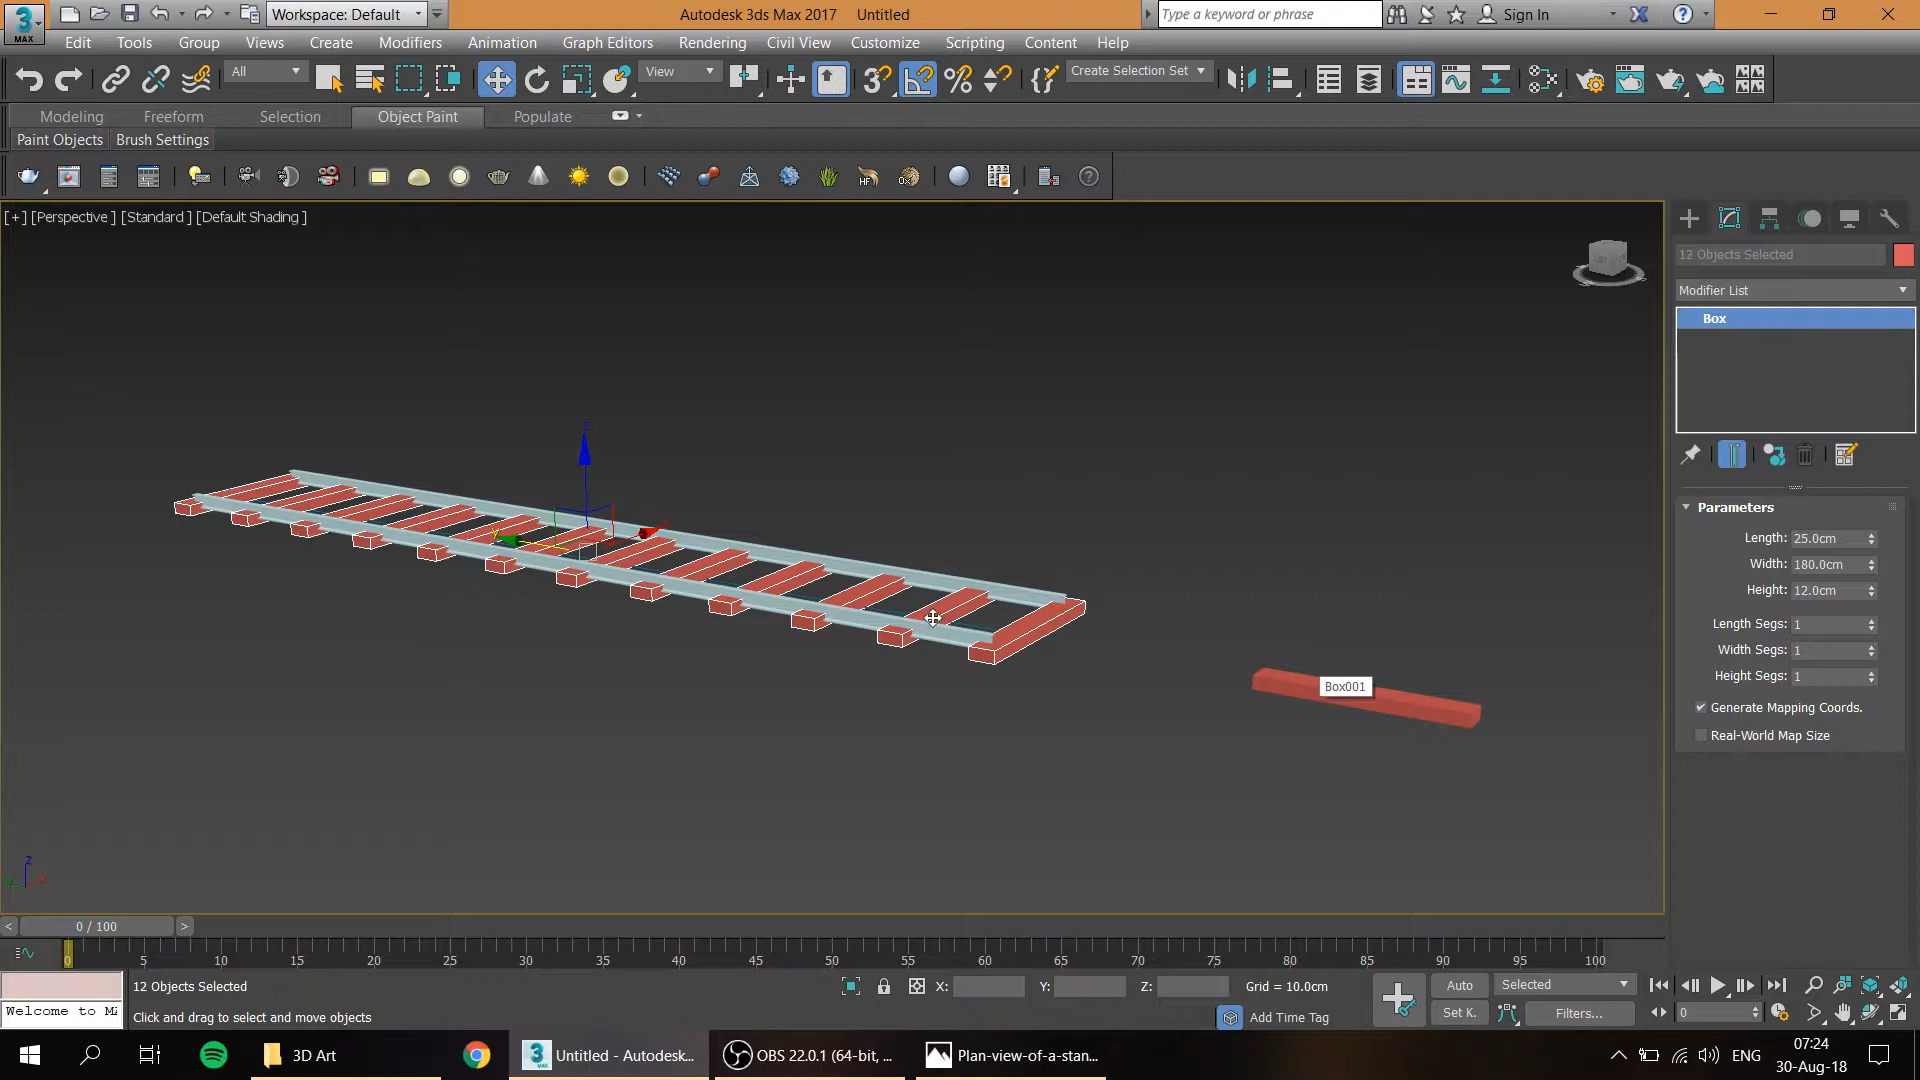 3
MAX
Workspace: Default
Autodesk 3ds Max 2017 Untitled
Type a keyword or phrase
Sign In
Edit Tools Group Views Create Modifiers Animation Graph Editors Rendering Civil View Customize Scripting Content Help
All
View
Create Selection Set
Modeling Freeform Selection Object Paint Populate
Paint Objects Brush Settings
[+] [Perspective ] [Standard ] [Default Shading ]
12 Objects Selected
Modifier List
Box
Parameters
Length: 25.0cm
Width: 180.0cm
Height: 12.0cm
Length Segs: 1
Width Segs: 1
Height Segs: 1
Generate Mapping Coords.
Real-World Map Size
Box001
z
z
< 0 / 100 >
0 5 10 15 20 25 30 35 40 45 50 55 60 65 70 75 80 85 90 95 100
12 Objects Selected
X: Y: Z: Grid = 10.0cm
Auto Selected
Welcome to MA
Click and drag to select and move objects
Add Time Tag
Set K. Filters...
0
3D Art
Untitled - Autodesk...
OBS 22.0.1 (64-bit, ...
Plan-view-of-a-stan...
ENG
07:24
30-Aug-18